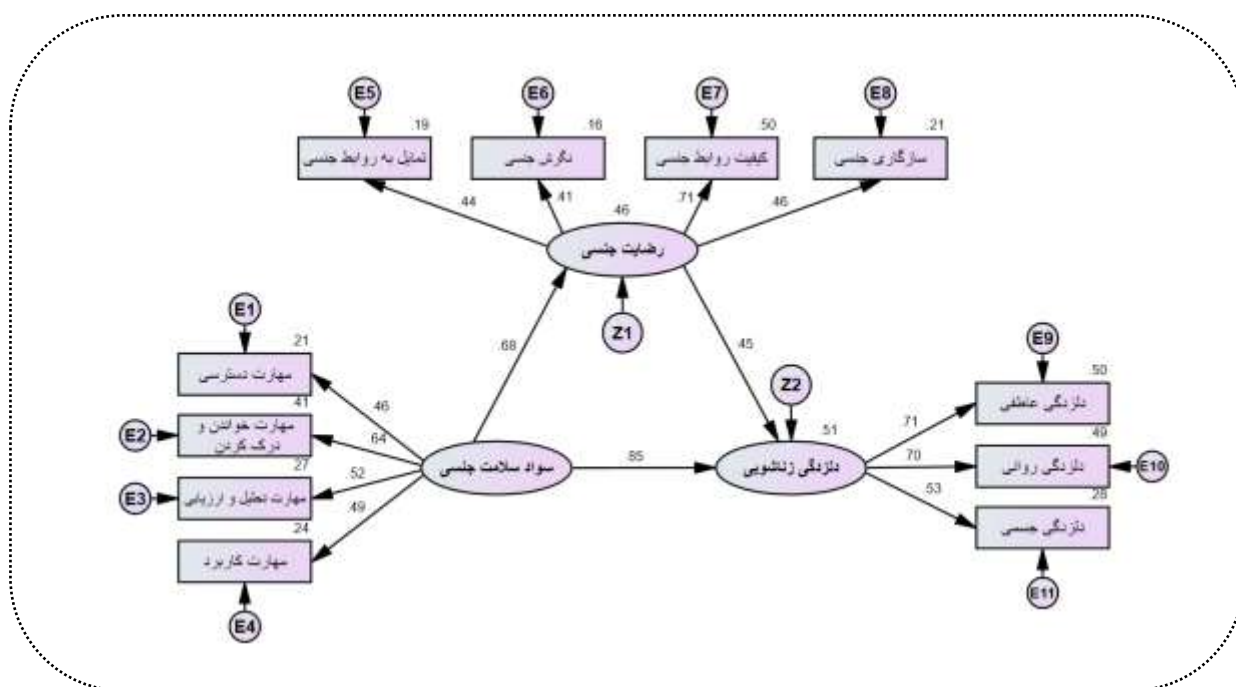 E5
E6
E7
E8
.19
.16
.50
.21
تمایل به روابط جنسی
نگرش جنسی
کیفیت روابط جنسی
سازگاری جنسی
.44
.41
.71
.46
.46
رضایت جنسی
Z1
E1
.21
مهارت دسترسی
.68
.45
E9
.50
دلزدگی عاطفی
Z2
.41
.46
E2
مهارت خواندن و
درک کردن
.64
.51
.71
.49
E10
دلزدگی روانی
.70
سواد سلامت جنسی
.85
دلزدگی زناشویی
.27
E3
مهارت تحلیل و ارزیابی
.52
.49
.53
.28
دلزدگی جسمی
.24
مهارت کاربرد
E11
E4